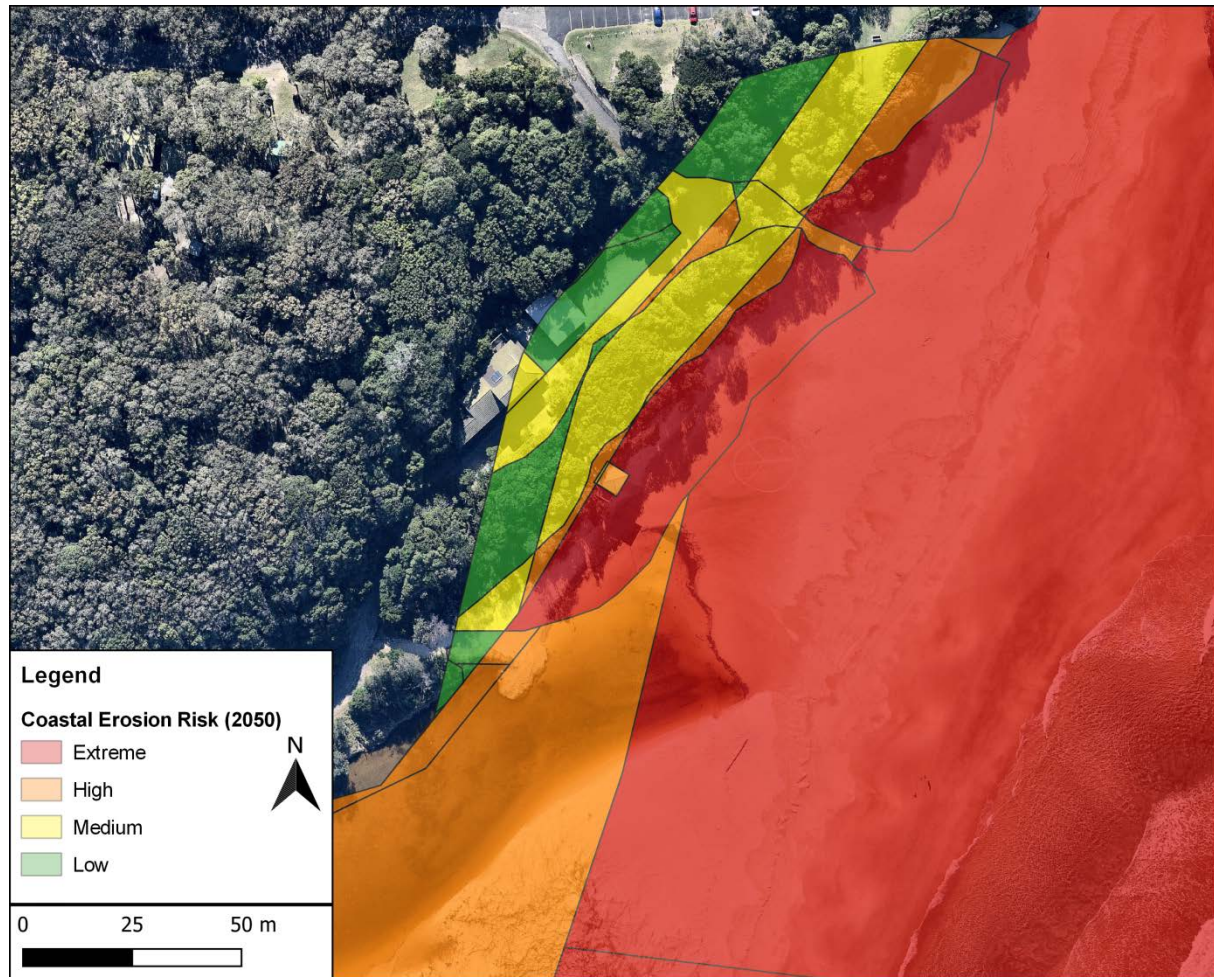 Legend
Coastal Erosion Risk (2050)
N
Extreme
High
Medium
Low
0 25 50 m